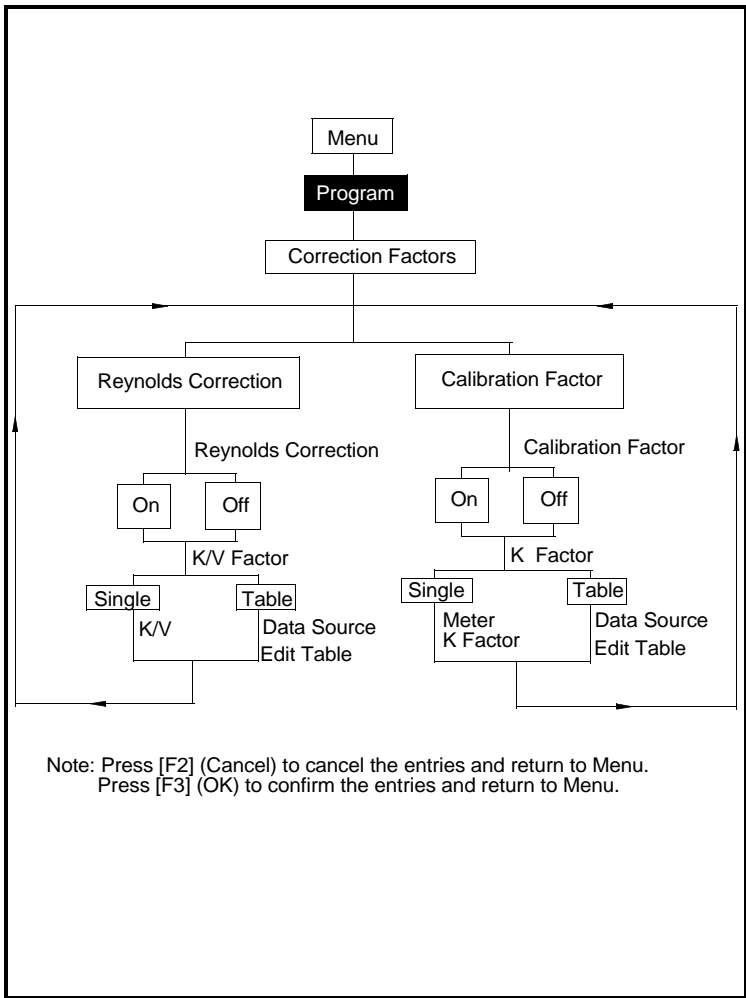 Menu
Program
Correction Factors
Reynolds Correction
Calibration Factor
Reynolds Correction
Calibration Factor
On
Off
On
Off
K/V Factor
K Factor
Single
Table
Single
Table
K/V
Data Source
Edit Table
Meter
K Factor
Data Source
Edit Table
Note: Press [F2] (Cancel) to cancel the entries and return to Menu.
Press [F3] (OK) to confirm the entries and return to Menu.